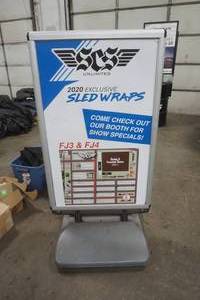 SCS
UNLIMITED
2020 EXCLUSIVE
SLED WRAPS
COME CHECK OUT
OUR BOOTH FOR
SHOW SPECIALS!
FJ3 & FJ4